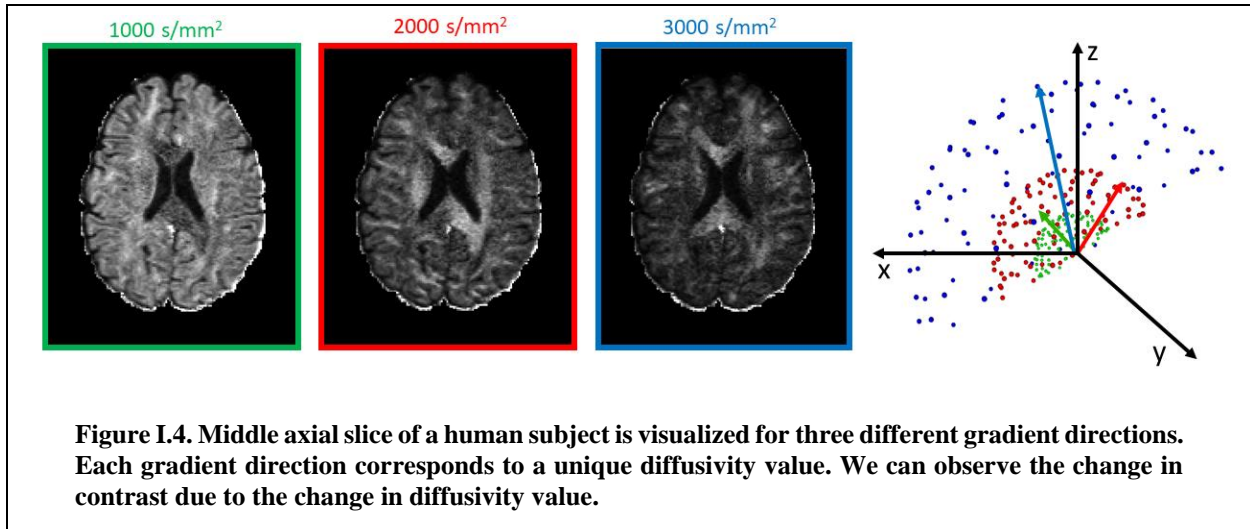 1000 s/mm²
2000 s/mm²
3000 s/mm²
z
x
y
Figure I.4. Middle axial slice of a human subject is visualized for three different gradient directions.
Each gradient direction corresponds to a unique diffusivity value. We can observe the change in
contrast due to the change in diffusivity value.